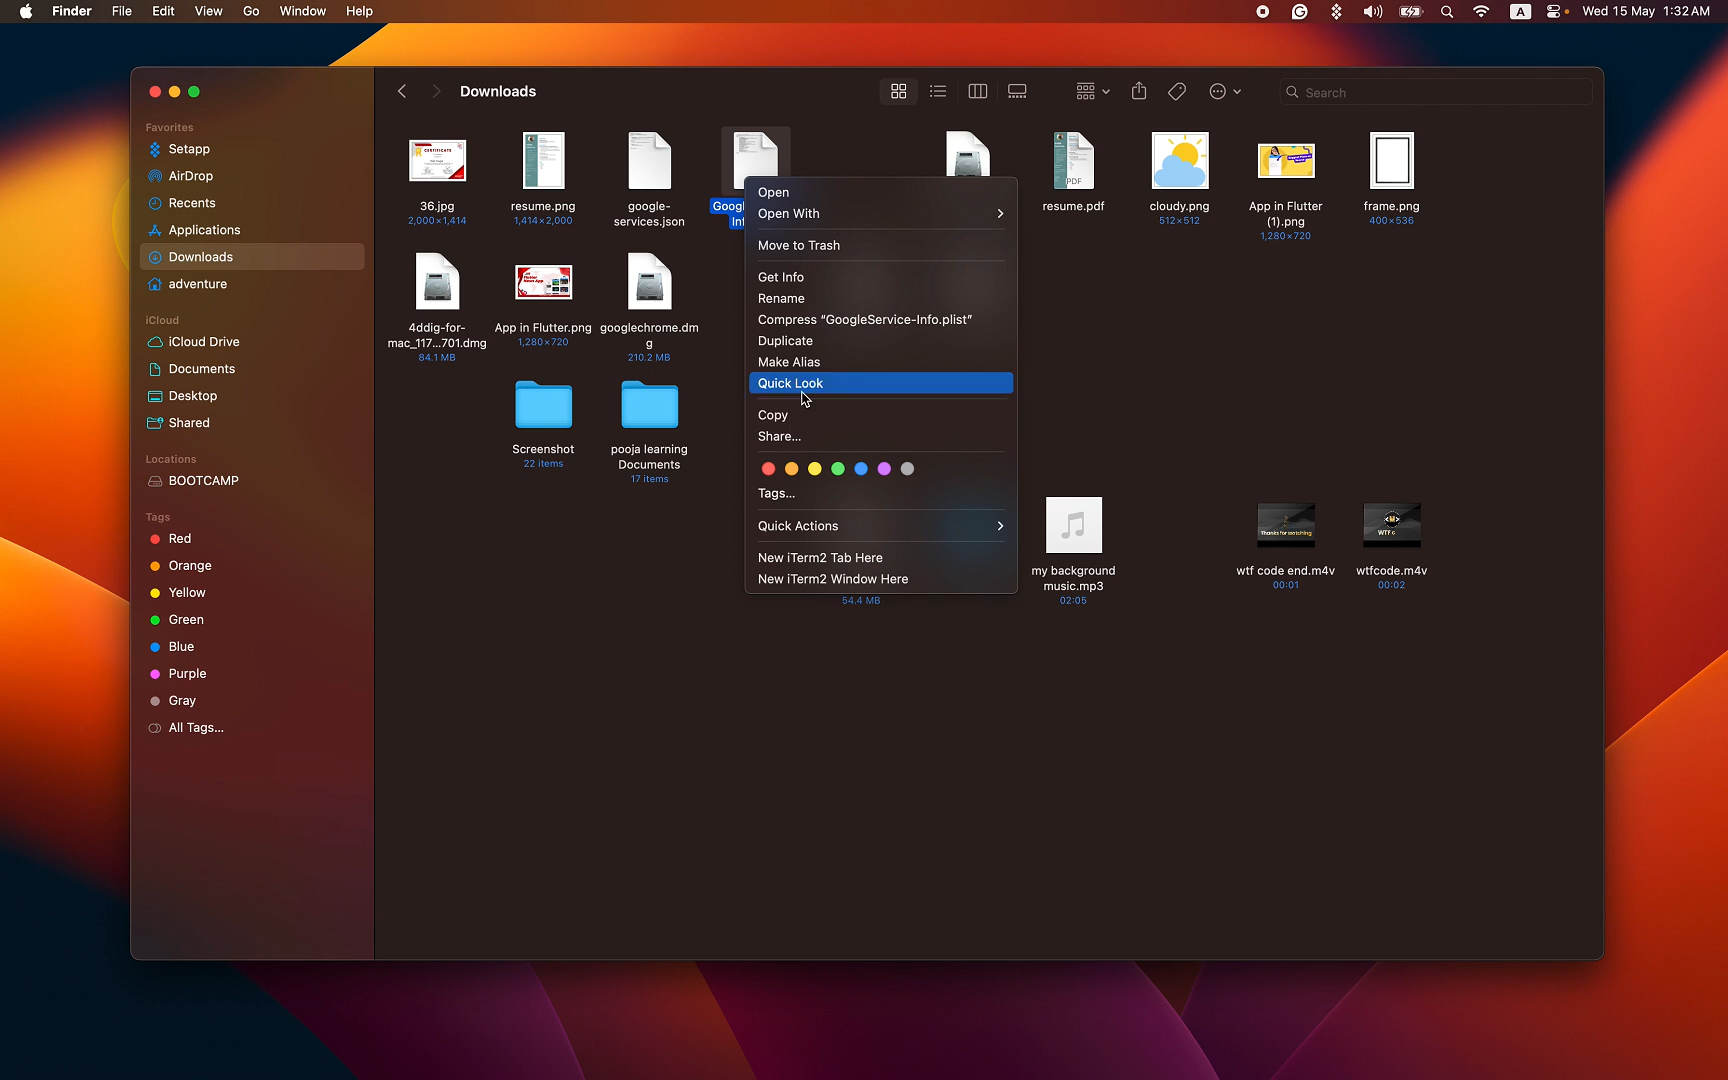 Finder File Edit View Go Window Help
A Wed 15 May 1:32 AM
Downloads
Search
Favorites
Setapp
AirDrop
Recents
Applications
Downloads
adventure
iCloud
iCloud Drive
Documents
Desktop
Shared
Locations
BOOTCAMP
Tags
Red
Orange
Yellow
Green
Blue
Purple
Gray
All Tags...
CERTIFICATE
36.jpg
2,000×1,414
resume.png
1,414×2,000
google-
services.json
PDF
resume.pdf
cloudy.png
512×512
App in Flutter
(1).png
1,280×720
frame.png
400×536
4ddig-for-
mac_117...701.dmg
84.1 MB
App in Flutter.png
1,280×720
googlechrome.dm
g
210.2 MB
Screenshot
22 items
pooja learning
Documents
17 items
Open
Open With
Move to Trash
Get Info
Rename
Compress “GoogleService-Info.plist”
Duplicate
Make Alias
Quick Look
Copy
Share...
Tags...
Quick Actions
New iTerm2 Tab Here
New iTerm2 Window Here
54.4 MB
my background
music.mp3
02:05
Thanks for watching
wtf code end.m4v
00:01
wtfcode.m4v
00:02